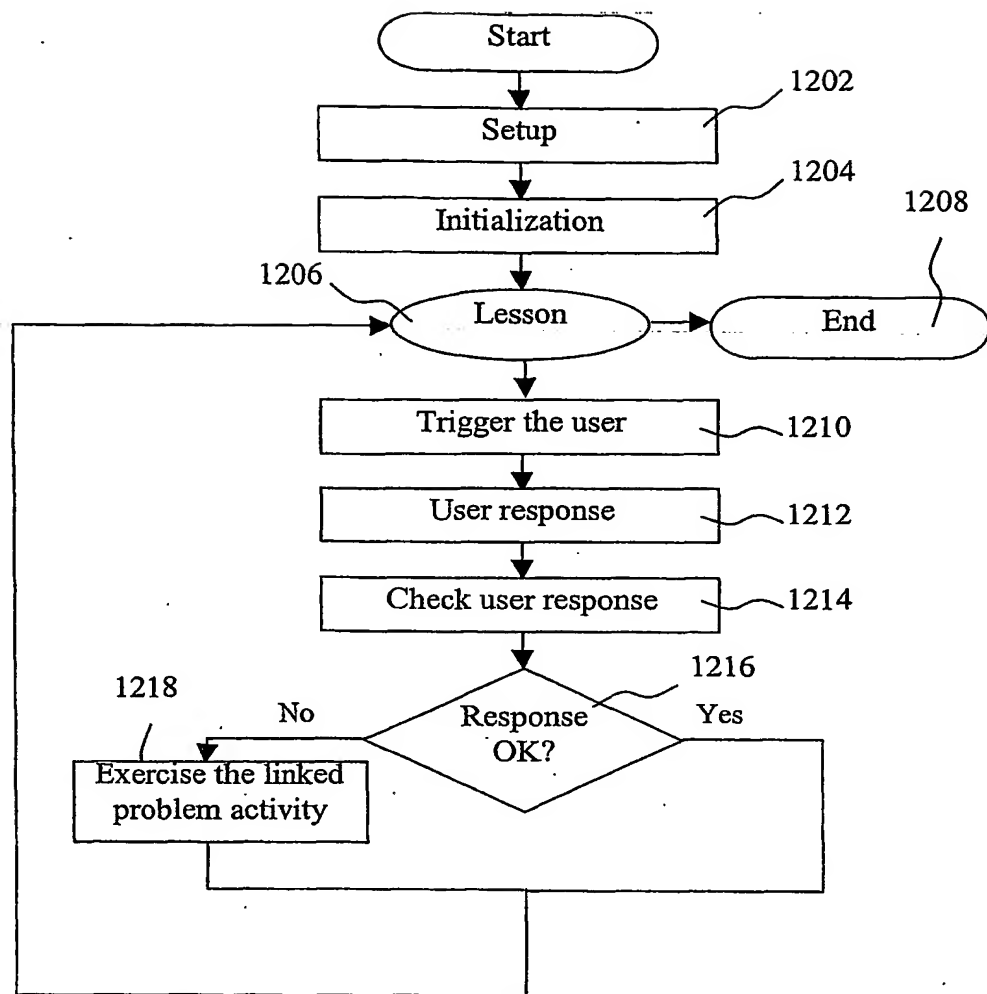 Start
1202
Setup
1204
Initialization
1208
1206
Lesson
End
Trigger the user
1210
User response
1212
Check user response
1214
1216
1218
No
Response
OK?
Yes
Exercise the linked
problem activity